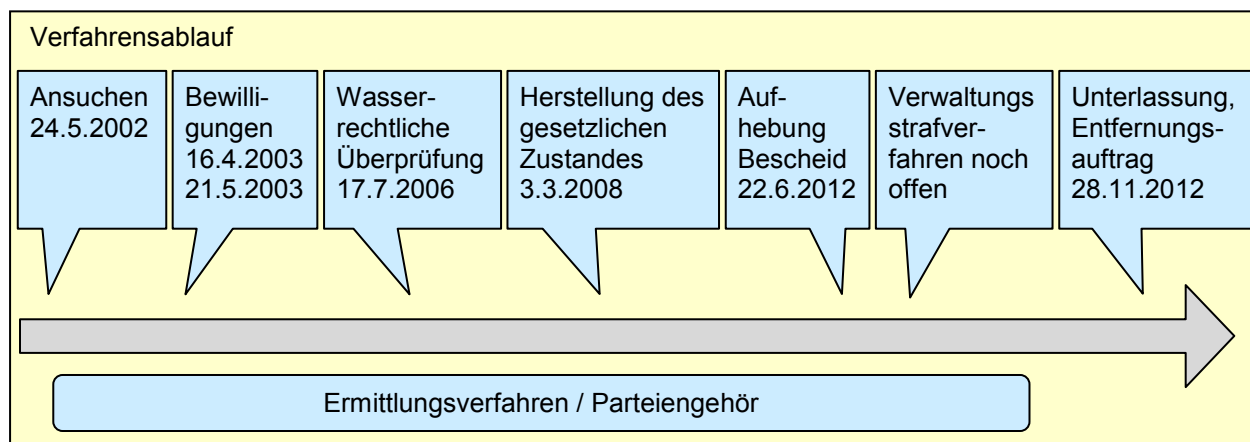 Verfahrensablauf
Ansuchen
24.5.2002
Bewilli-
gungen
16.4.2003
21.5.2003
Wasser-
rechtliche
Überprüfung
17.7.2006
Herstellung des
gesetzlichen
Zustandes
3.3.2008
Auf-
hebung
Bescheid
22.6.2012
Verwaltungs
strafver-
fahren noch
offen
Unterlassung,
Entfernungs-
auftrag
28.11.2012
Ermittlungsverfahren / Parteiengehör